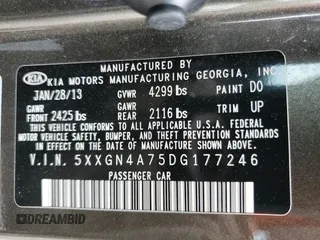 MANUFACTURED BY
KIA KIA MOTORS MANUFACTURING GEORGIA, INC.
JAN/28/13 GVWR 4299 lbs PAINT D0
GAWR FRONT 2425 lbs GAWR REAR 2116 lbs TRIM UP
THIS VEHICLE CONFORMS TO ALL APPLICABLE U.S. FEDERAL
MOTOR VEHICLE SAFETY, BUMPER, AND THEFT PREVENTION STANDARDS
IN EFFECT ON THE DATE OF MANUFACTURE SHOWN ABOVE.
V.I.N. 5XXGN4A75DG177246
PASSENGER CAR
DREAMBID